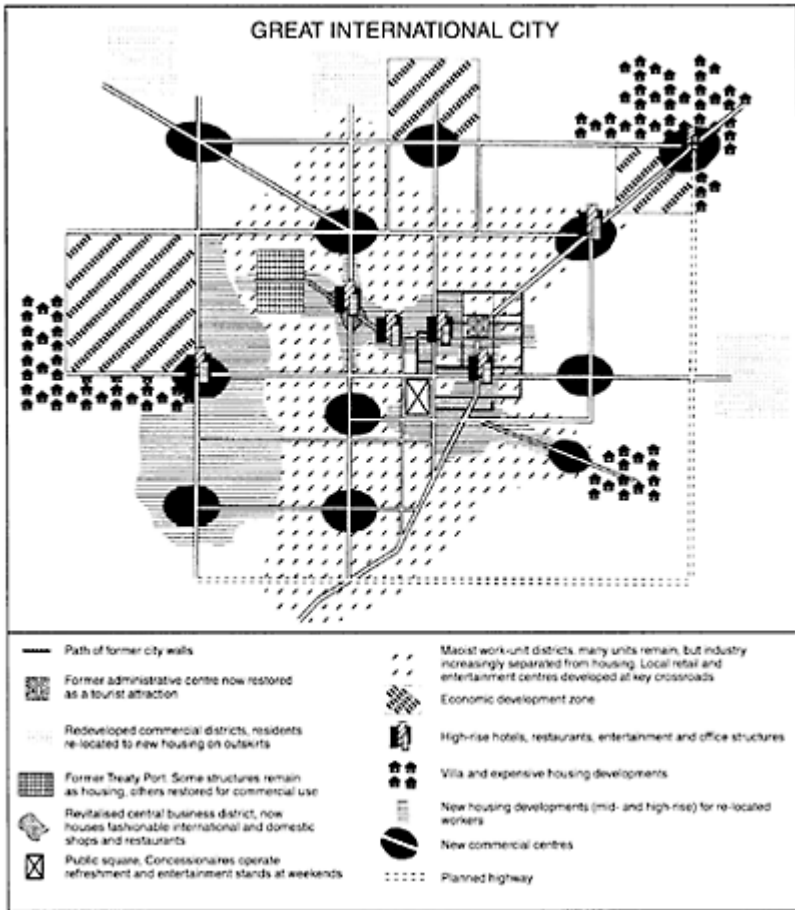 GREAT INTERNATIONAL CITY
Path of former city walls
Former administrative centre now restored
as a tourist attraction
Redeveloped commercial districts, residents
re-located to new housing on outskirts
Former Treaty Port. Some structures remain
as housing, others restored for commercial use
Revitalised central business district, now
houses fashionable international and domestic
shops and restaurants
Public square, Concessionaires operate
refreshment and entertainment stands at weekends
Maoist work-unit districts, many units remain, but industry
increasingly separated from housing. Local retail and
entertainment centres developed at key crossroads
Economic development zone
High-rise hotels, restaurants, entertainment and office structures
Villa and expensive housing developments
New housing developments (mid- and high-rise) for re-located
workers
New commercial centres
Planned highway